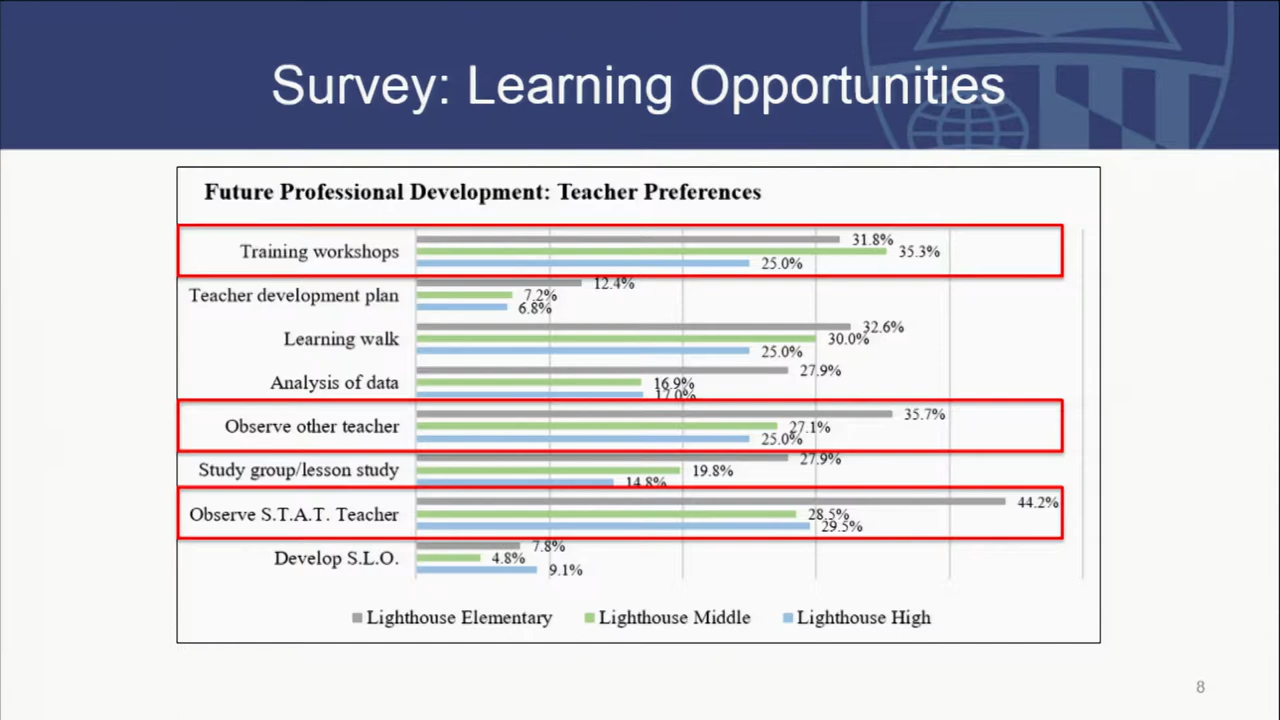 Survey: Learning Opportunities
Future Professional Development: Teacher Preferences
Training workshops
31.8%
35.3%
25.0%
Teacher development plan
12.4%
7.2%
6.8%
Learning walk
32.6%
30.0%
25.0%
Analysis of data
27.9%
16.9%
17.0%
Observe other teacher
35.7%
27.1%
25.0%
Study group/lesson study
27.9%
19.8%
14.8%
Observe S.T.A.T. Teacher
44.2%
28.5%
29.5%
Develop S.L.O.
7.8%
4.8%
9.1%
Lighthouse Elementary Lighthouse Middle Lighthouse High
8